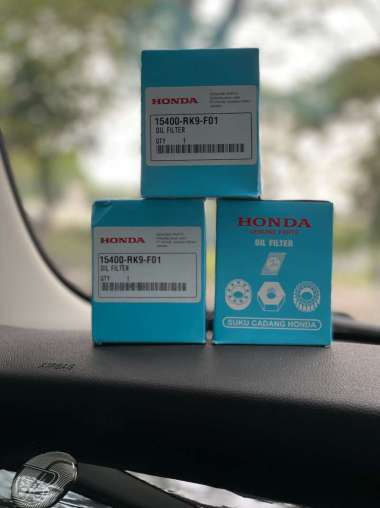 HONDA
15400-RK9-F01
OIL FILTER
QTY 1
HONDA
15400-RK9-F01
OIL FILTER
QTY 1
HONDA
GENUINE PARTS
OIL FILTER
SUKU CADANG HONDA
AIRBAG